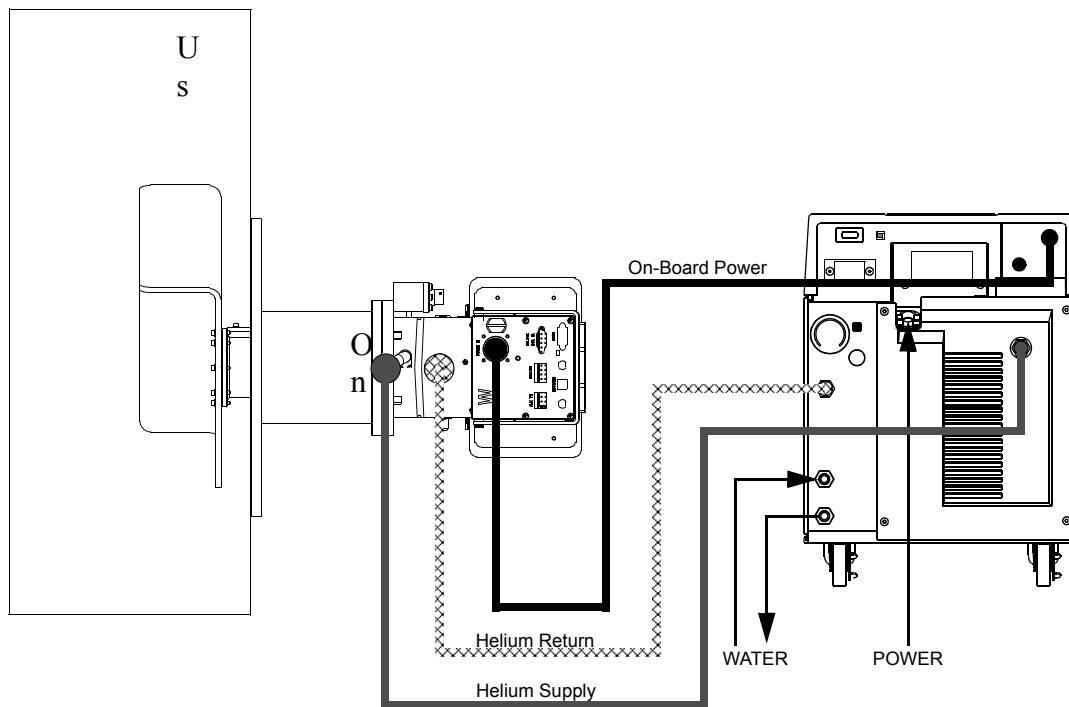 U
s
On-Board Power
O
n
Helium Return
Helium Supply
WATER
POWER